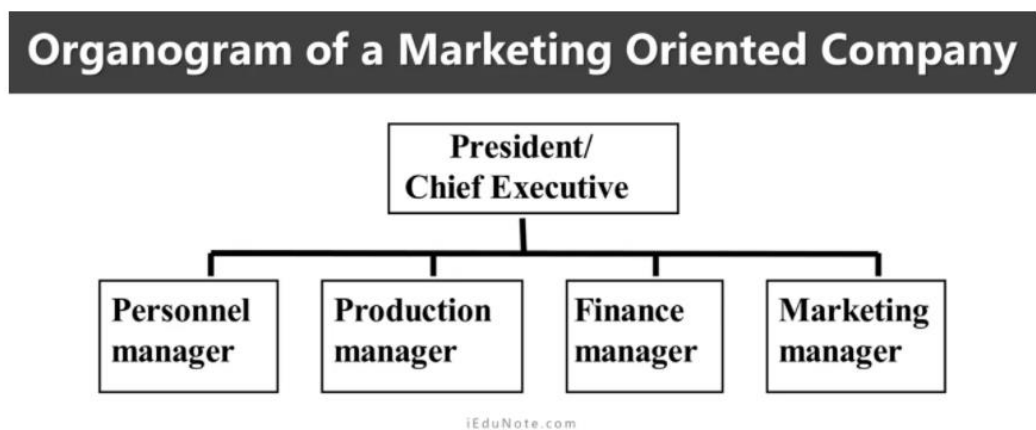 Organogram of a Marketing Oriented Company
President/
Chief Executive
Personnel
manager
Production
manager
Finance
manager
Marketing
manager
iEduNote.com